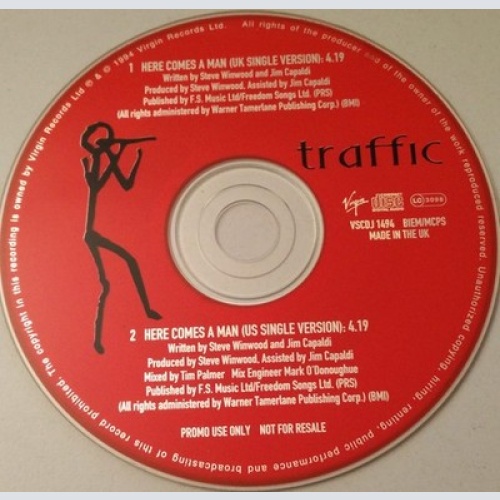 1 HERE COMES A MAN (UK SINGLE VERSION): 4.19
Written by Steve Winwood and Jim Capaldi
Produced by Steve Winwood, Assisted by Jim Capaldi
Published by F.S. Music Ltd/Freedom Songs Ltd. (PRS)
(All rights administered by Warner Tamerlane Publishing Corp.) (BMI)
traffic
Virgin
COMPACT
disc
DIGITAL AUDIO
LC 3098
VSCDJ 1494 BIEM/MCPS
MADE IN THE UK
2 HERE COMES A MAN (US SINGLE VERSION): 4.19
Written by Steve Winwood and Jim Capaldi
Produced by Steve Winwood, Assisted by Jim Capaldi
Mixed by Tim Palmer Mix Engineer Mark O'Donoughue
Published by F.S. Music Ltd/Freedom Songs Ltd. (PRS)
(All rights administered by Warner Tamerlane Publishing Corp.) (BMI)
PROMO USE ONLY NOT FOR RESALE
The copyright in this recording is owned by Virgin Records Ltd ℗ & © 1994 Virgin Records Ltd. All rights of the producer and of the owner of the work reproduced reserved. Unauthorized copying, hiring, renting, public performance and broadcasting of this record prohibited.